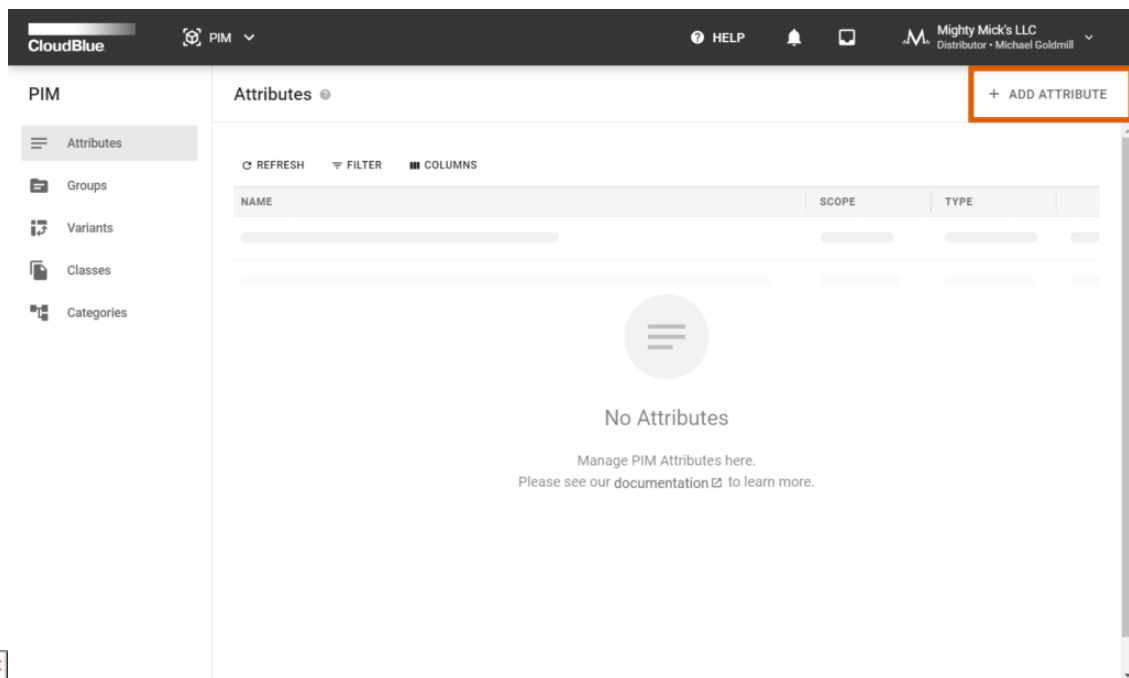 CloudBlue
PIM
HELP
Mighty Mick's LLC
Distributor • Michael Goldmill
PIM
Attributes
+ ADD ATTRIBUTE
Attributes
Groups
Variants
Classes
Categories
REFRESH FILTER COLUMNS
NAME SCOPE TYPE
No Attributes
Manage PIM Attributes here.
Please see our documentation to learn more.